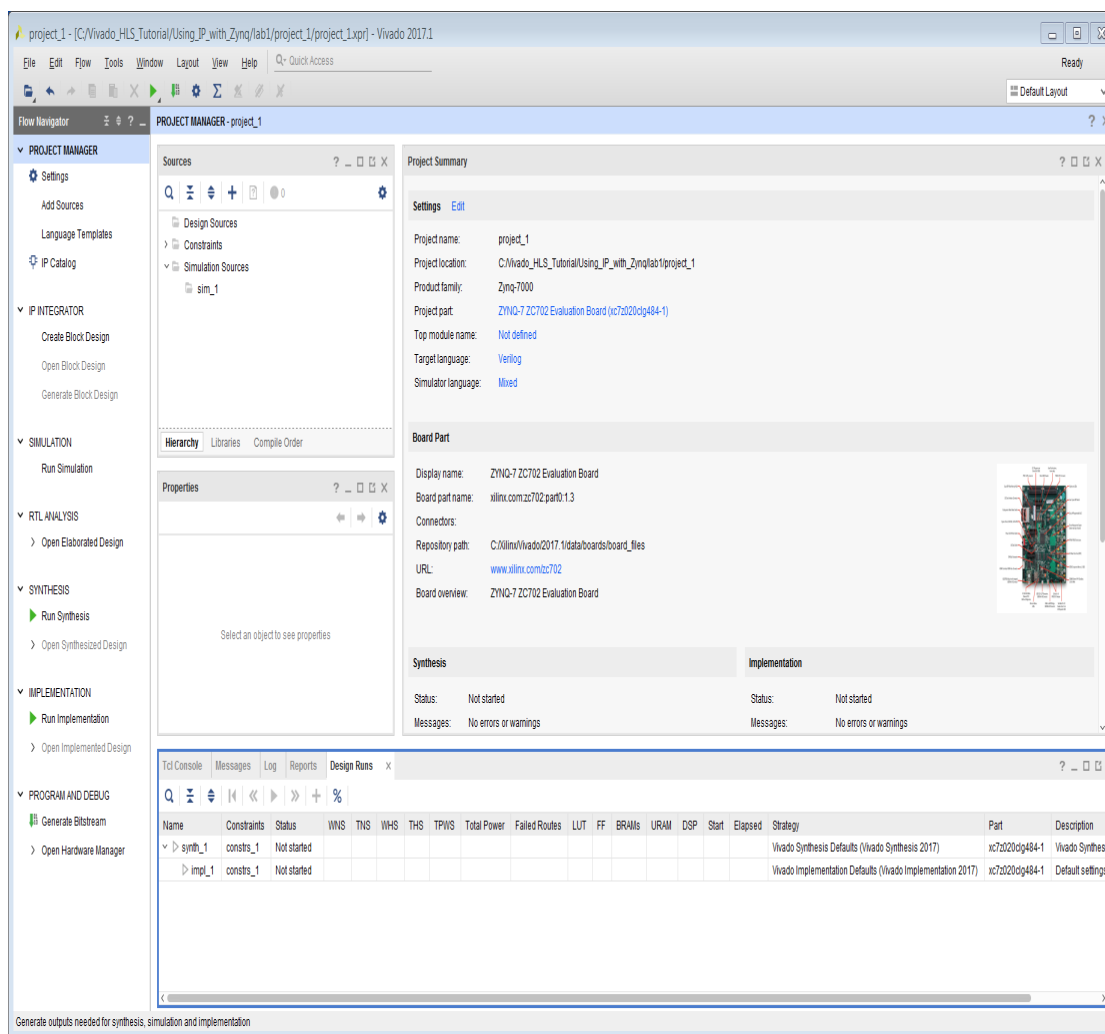 project_1 - [C:/Vivado_HLS_Tutorial/Using_IP_with_Zynq/lab1/project_1/project_1.xpr] - Vivado 2017.1
File Edit Flow Tools Window Layout View Help Quick Access Ready
Default Layout
Flow Navigator
PROJECT MANAGER - project_1
PROJECT MANAGER
Settings
Add Sources
Language Templates
IP Catalog
IP INTEGRATOR
Create Block Design
Open Block Design
Generate Block Design
SIMULATION
Run Simulation
RTL ANALYSIS
Open Elaborated Design
SYNTHESIS
Run Synthesis
Open Synthesized Design
IMPLEMENTATION
Run Implementation
Open Implemented Design
PROGRAM AND DEBUG
Generate Bitstream
Open Hardware Manager
Sources
0
Design Sources
Constraints
Simulation Sources
sim_1
Hierarchy Libraries Compile Order
Properties
Select an object to see properties
Project Summary
Settings Edit
Project name: project_1
Project location: C:/Vivado_HLS_Tutorial/Using_IP_with_Zynq/lab1/project_1
Product family: Zynq-7000
Project part: ZYNQ-7 ZC702 Evaluation Board (xc7z020clg484-1)
Top module name: Not defined
Target language: Verilog
Simulator language: Mixed
Board Part
Display name: ZYNQ-7 ZC702 Evaluation Board
Board part name: xilinx.com:zc702:part0:1.3
Connectors:
Repository path: C:/Xilinx/Vivado/2017.1/data/boards/board_files
URL: www.xilinx.com/zc702
Board overview: ZYNQ-7 ZC702 Evaluation Board
Synthesis
Status: Not started
Messages: No errors or warnings
Implementation
Status: Not started
Messages: No errors or warnings
Tcl Console Messages Log Reports Design Runs
Name Constraints Status WNS TNS WHS THS TPWS Total Power Failed Routes LUT FF BRAMs URAM DSP Start Elapsed Strategy Part Description
synth_1 constrs_1 Not started Vivado Synthesis Defaults (Vivado Synthesis 2017) xc7z020clg484-1 Vivado Synthes
impl_1 constrs_1 Not started Vivado Implementation Defaults (Vivado Implementation 2017) xc7z020clg484-1 Default settings
Generate outputs needed for synthesis, simulation and implementation